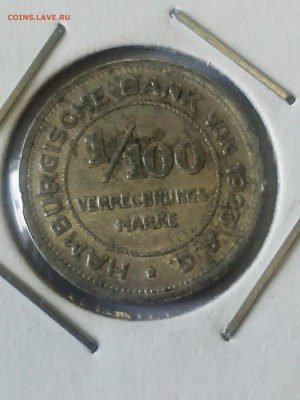 COINS.LAVE.RU
HAMBURGISCHE BANK VON 1923 A.G.
1/100
VERRECHNUNGS-
MARKE